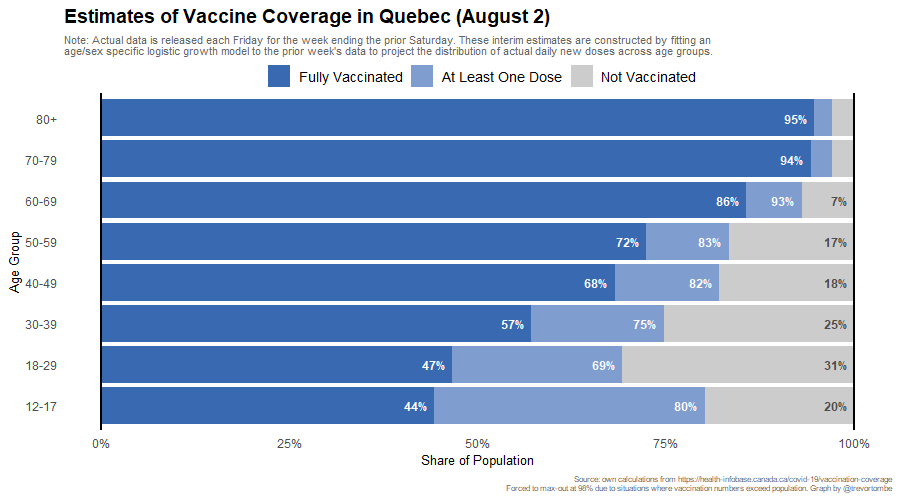 Estimates of Vaccine Coverage in Quebec (August 2)
Note: Actual data is released each Friday for the week ending the prior Saturday. These interim estimates are constructed by fitting an
age/sex specific logistic growth model to the prior week's data to project the distribution of actual daily new doses across age groups.
Fully Vaccinated At Least One Dose Not Vaccinated
80+ 95%
70-79 94%
60-69 86% 93% 7%
50-59 72% 83% 17%
40-49 68% 82% 18%
30-39 57% 75% 25%
18-29 47% 69% 31%
12-17 44% 80% 20%
Age Group
0% 25% 50% 75% 100%
Share of Population
Source: own calculations from https://health-infobase.canada.ca/covid-19/vaccination-coverage
Forced to max-out at 98% due to situations where vaccination numbers exceed population. Graph by @trevortombe